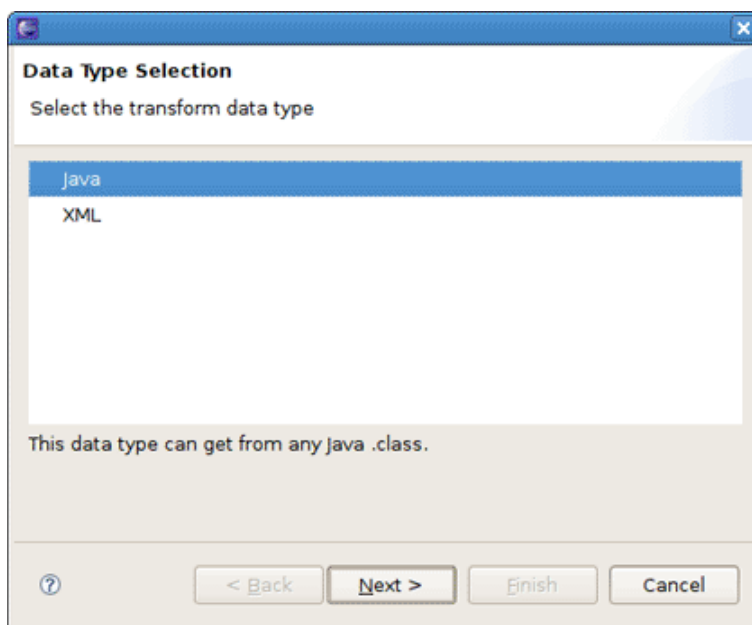 Data Type Selection
Select the transform data type
Java
XML
This data type can get from any Java .class.
< Back Next > Finish Cancel